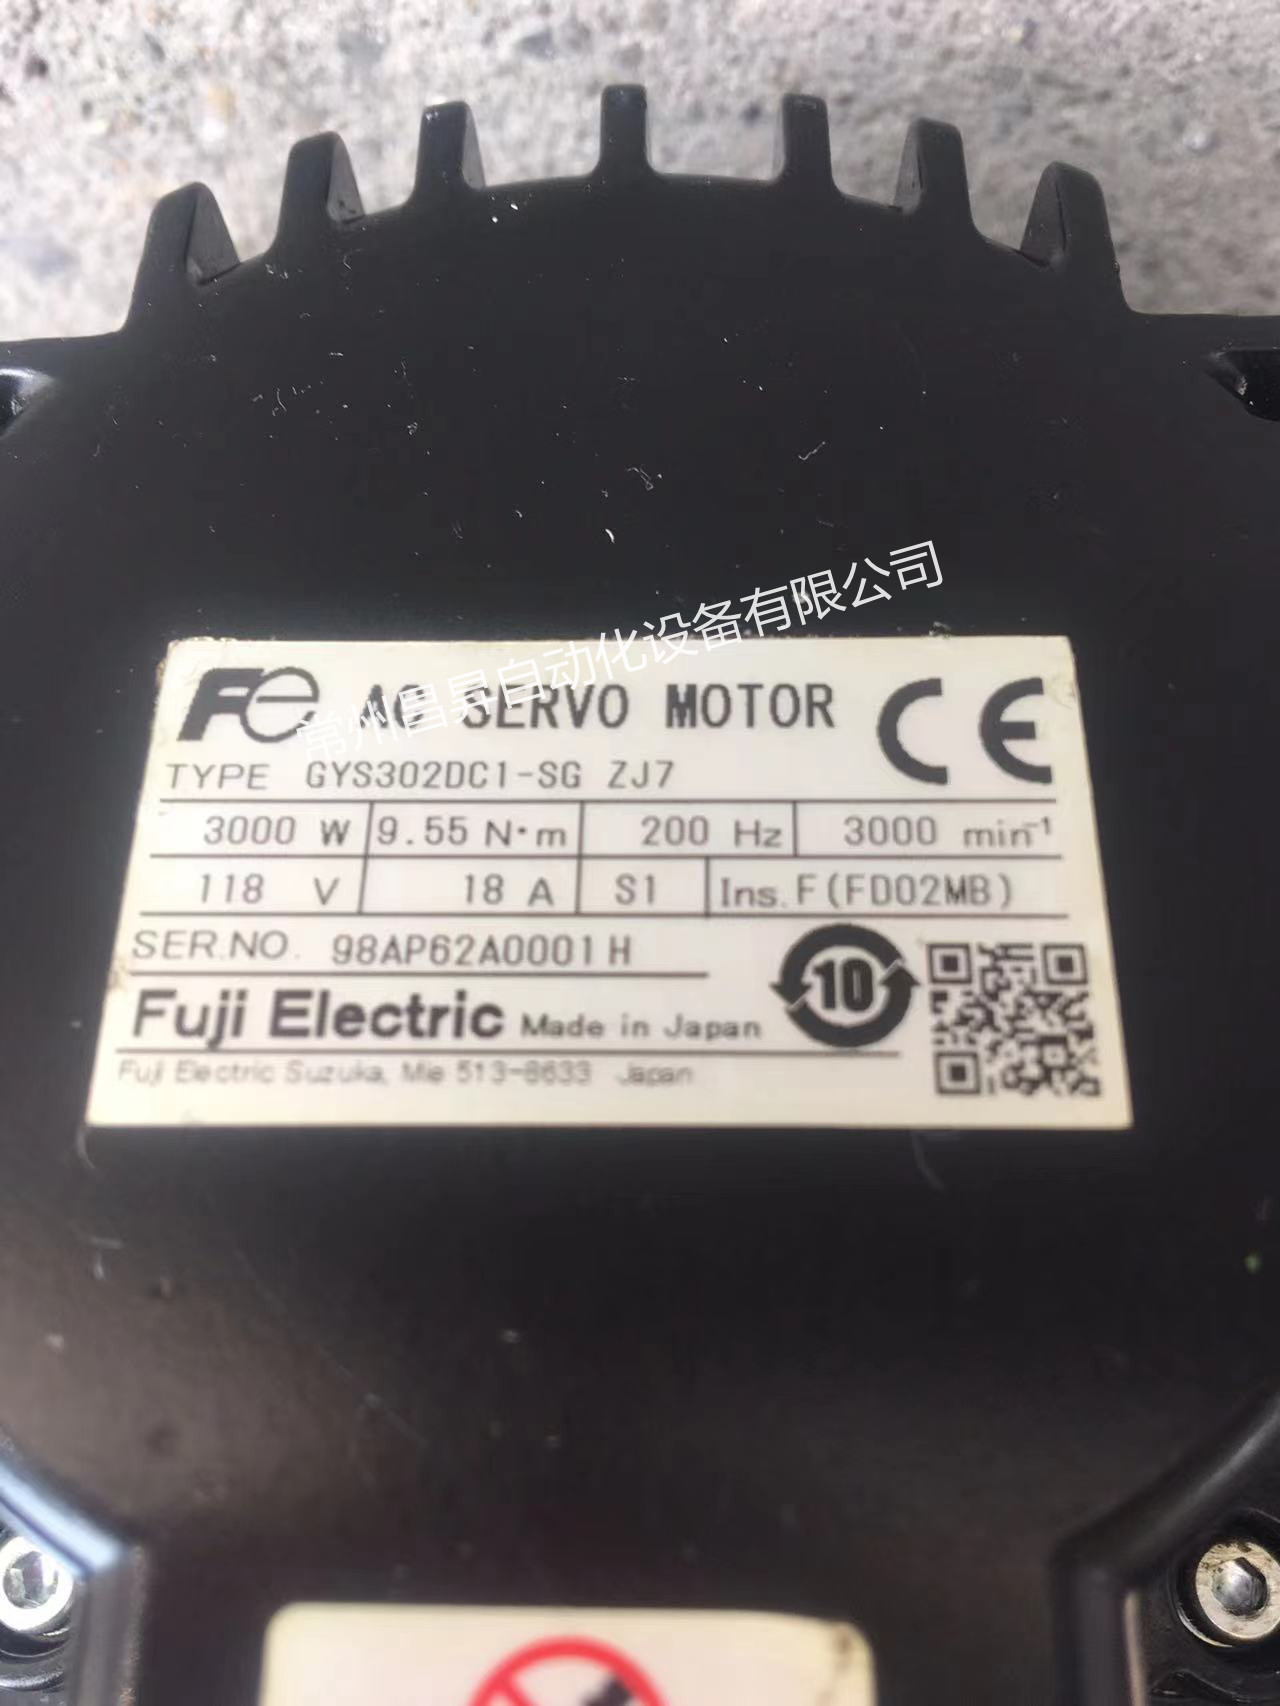 常州昌昇自动化设备有限公司
Fe AC SERVO MOTOR CE
TYPE GYS302DC1-SG ZJ7
3000 W 9.55 N·m 200 Hz 3000 min⁻¹
118 V 18 A S1 Ins. F(FD02MB)
SER.NO. 98AP62A0001H
Fuji Electric Made in Japan 10
Fuji Electric Suzuka, Mie 513-8633 Japan